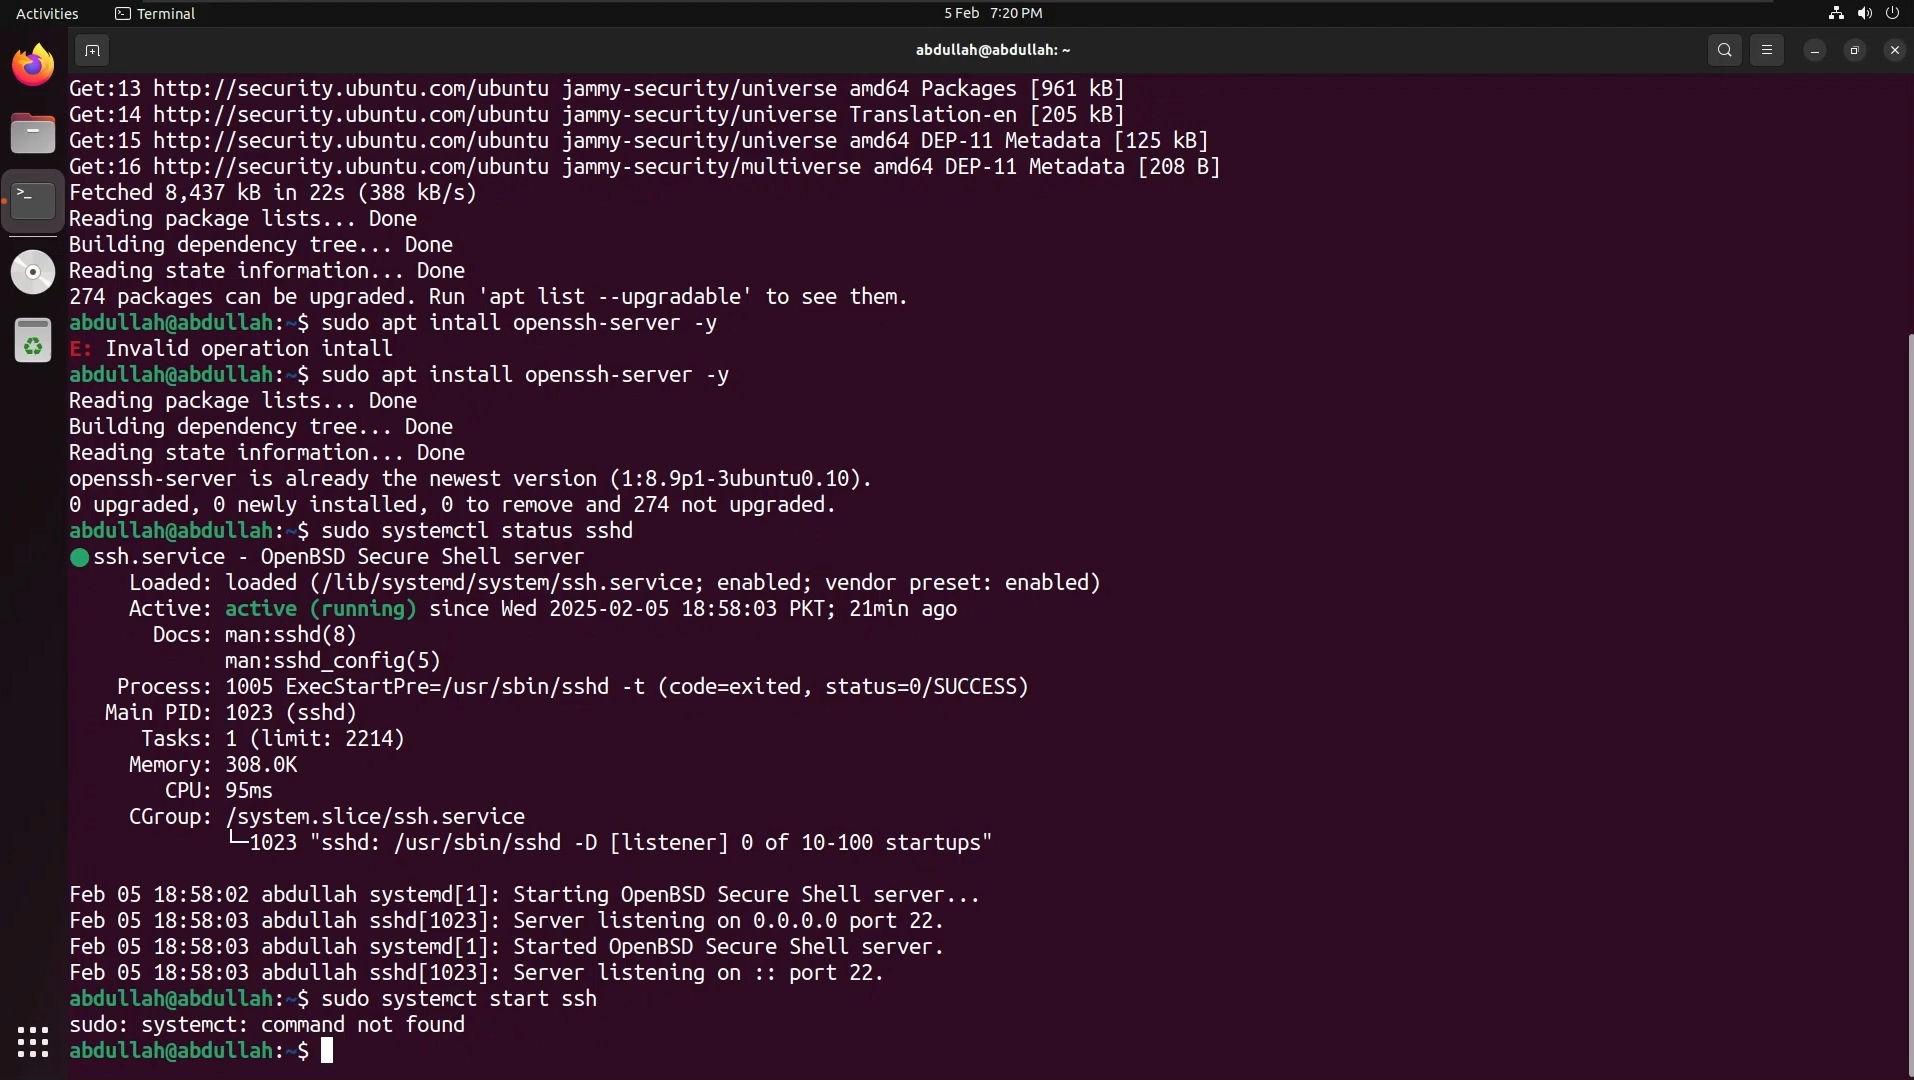 Activities
Terminal
5 Feb 7:20 PM
abdullah@abdullah: ~
Get:13 http://security.ubuntu.com/ubuntu jammy-security/universe amd64 Packages [961 kB]
Get:14 http://security.ubuntu.com/ubuntu jammy-security/universe Translation-en [205 kB]
Get:15 http://security.ubuntu.com/ubuntu jammy-security/universe amd64 DEP-11 Metadata [125 kB]
Get:16 http://security.ubuntu.com/ubuntu jammy-security/multiverse amd64 DEP-11 Metadata [208 B]
Fetched 8,437 kB in 22s (388 kB/s)
Reading package lists... Done
Building dependency tree... Done
Reading state information... Done
274 packages can be upgraded. Run 'apt list --upgradable' to see them.
abdullah@abdullah:~$ sudo apt intall openssh-server -y
E: Invalid operation intall
abdullah@abdullah:~$ sudo apt install openssh-server -y
Reading package lists... Done
Building dependency tree... Done
Reading state information... Done
openssh-server is already the newest version (1:8.9p1-3ubuntu0.10).
0 upgraded, 0 newly installed, 0 to remove and 274 not upgraded.
abdullah@abdullah:~$ sudo systemctl status sshd
● ssh.service - OpenBSD Secure Shell server
Loaded: loaded (/lib/systemd/system/ssh.service; enabled; vendor preset: enabled)
Active: active (running) since Wed 2025-02-05 18:58:03 PKT; 21min ago
Docs: man:sshd(8)
man:sshd_config(5)
Process: 1005 ExecStartPre=/usr/sbin/sshd -t (code=exited, status=0/SUCCESS)
Main PID: 1023 (sshd)
Tasks: 1 (limit: 2214)
Memory: 308.0K
CPU: 95ms
CGroup: /system.slice/ssh.service
└─1023 "sshd: /usr/sbin/sshd -D [listener] 0 of 10-100 startups"
Feb 05 18:58:02 abdullah systemd[1]: Starting OpenBSD Secure Shell server...
Feb 05 18:58:03 abdullah sshd[1023]: Server listening on 0.0.0.0 port 22.
Feb 05 18:58:03 abdullah systemd[1]: Started OpenBSD Secure Shell server.
Feb 05 18:58:03 abdullah sshd[1023]: Server listening on :: port 22.
abdullah@abdullah:~$ sudo systemct start ssh
sudo: systemct: command not found
abdullah@abdullah:~$